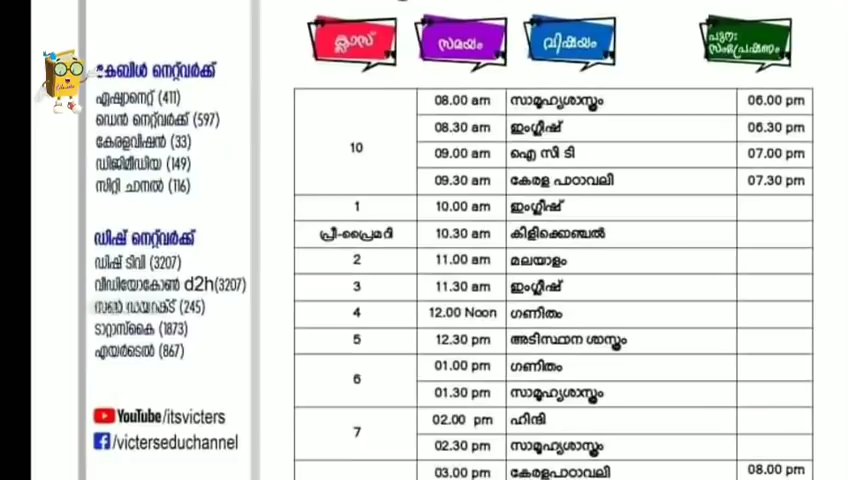 കേബിൾ നെറ്റ്‌വർക്ക്
ഏഷ്യാനെറ്റ് (411)
ഡെൻ നെറ്റ്‌വർക്ക് (597)
കേരളവിഷൻ (33)
ഡിജിമീഡിയ (149)
സിറ്റി ചാനൽ (116)
ഡിഷ് നെറ്റ്‌വർക്ക്
ഡിഷ് ടിവി (3207)
വീഡിയോകോൺ d2h(3207)
സൺ ഡയറക്ട് (245)
ടാറ്റാസ്കൈ (1873)
എയർടെൽ (867)
YouTube/itsvicters
/victerseduchannel
ക്ലാസ് സമയം വിഷയം പുനഃ സംപ്രേഷണം
10 08.00 am സാമൂഹ്യശാസ്ത്രം 06.00 pm
08.30 am ഇംഗ്ലീഷ് 06.30 pm
09.00 am ഐ സി ടി 07.00 pm
09.30 am കേരള പാഠാവലി 07.30 pm
1 10.00 am ഇംഗ്ലീഷ്
പ്രീ-പ്രൈമറി 10.30 am കിളിക്കൊഞ്ചൽ
2 11.00 am മലയാളം
3 11.30 am ഇംഗ്ലീഷ്
4 12.00 Noon ഗണിതം
5 12.30 pm അടിസ്ഥാന ശാസ്ത്രം
6 01.00 pm ഗണിതം
01.30 pm സാമൂഹ്യശാസ്ത്രം
7 02.00 pm ഹിന്ദി
02.30 pm സാമൂഹ്യശാസ്ത്രം
03.00 pm കേരളപാഠാവലി 08.00 pm